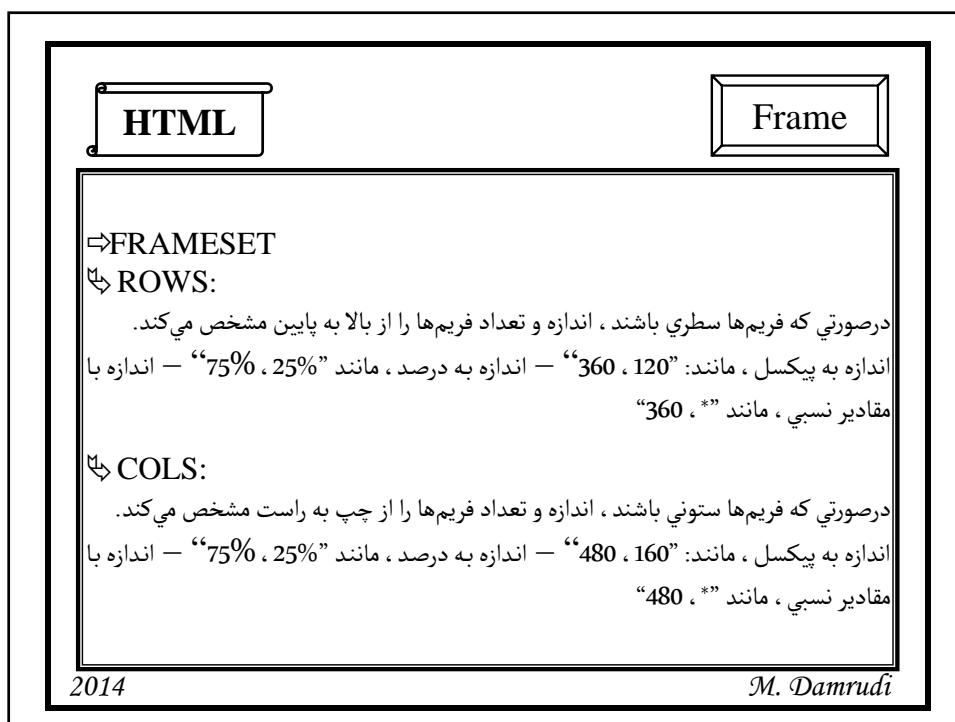 HTML
Frame
⇨FRAMESET
ROWS:
درصورتي که فريم‌ها سطري باشند ، اندازه و تعداد فريم‌ها را از بالا به پايين مشخص مي‌کند.
اندازه به پيکسل ، مانند: ”120 ، 360“ – اندازه به درصد ، مانند ”25% ، 75%“ – اندازه با
مقادير نسبي ، مانند ”* ، 360“
COLS:
درصورتي که فريم‌ها ستوني باشند ، اندازه و تعداد فريم‌ها را از چپ به راست مشخص مي‌کند.
اندازه به پيکسل ، مانند: ”160 ، 480“ – اندازه به درصد ، مانند ”25% ، 75%“ – اندازه با
مقادير نسبي ، مانند ”* ، 480“
2014
M. Damrudi